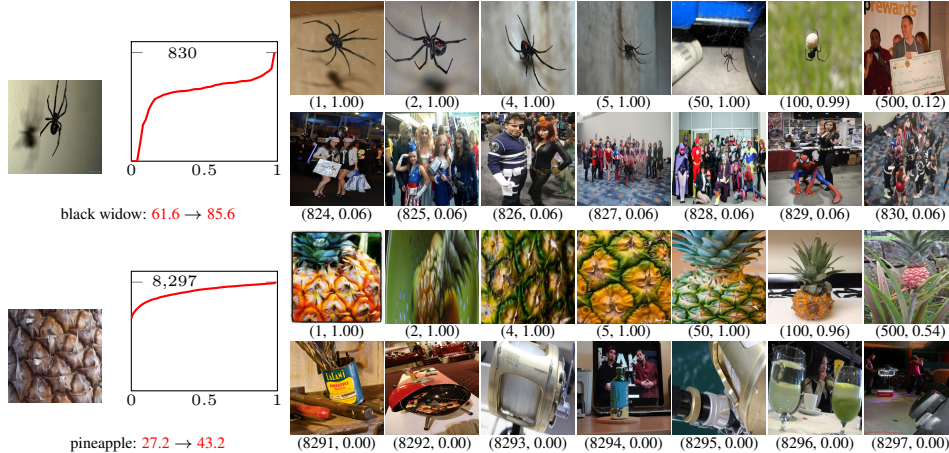 830
0
0.5
1
black widow: 61.6 → 85.6
prewards
(1, 1.00) (2, 1.00) (4, 1.00) (5, 1.00) (50, 1.00) (100, 0.99) (500, 0.12)
(824, 0.06) (825, 0.06) (826, 0.06) (827, 0.06) (828, 0.06) (829, 0.06) (830, 0.06)
8,297
0
0.5
1
pineapple: 27.2 → 43.2
(1, 1.00) (2, 1.00) (4, 1.00) (5, 1.00) (50, 1.00) (100, 0.96) (500, 0.54)
(8291, 0.00) (8292, 0.00) (8293, 0.00) (8294, 0.00) (8295, 0.00) (8296, 0.00) (8297, 0.00)